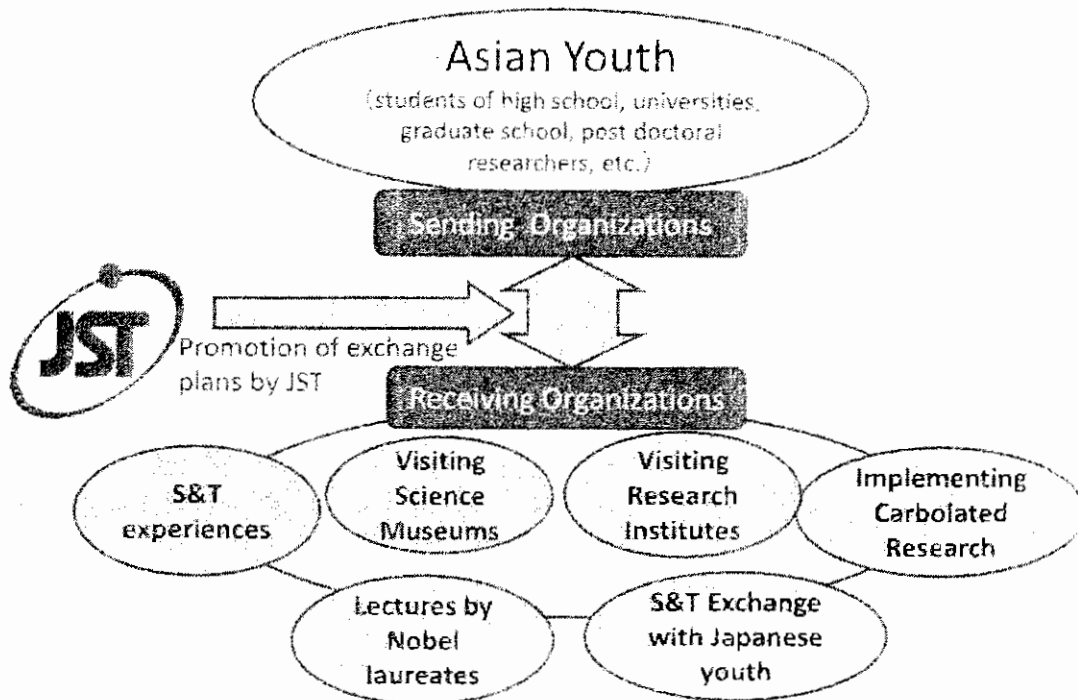 Asian Youth
(students of high school, universities,
graduate school, post doctoral
researchers, etc.)
Sending Organizations
JST
Promotion of exchange
plans by JST
Receiving Organizations
S&T
experiences
Visiting
Science
Museums
Visiting
Research
Institutes
Implementing
Carbolated
Research
Lectures by
Nobel
laureates
S&T Exchange
with Japanese
youth